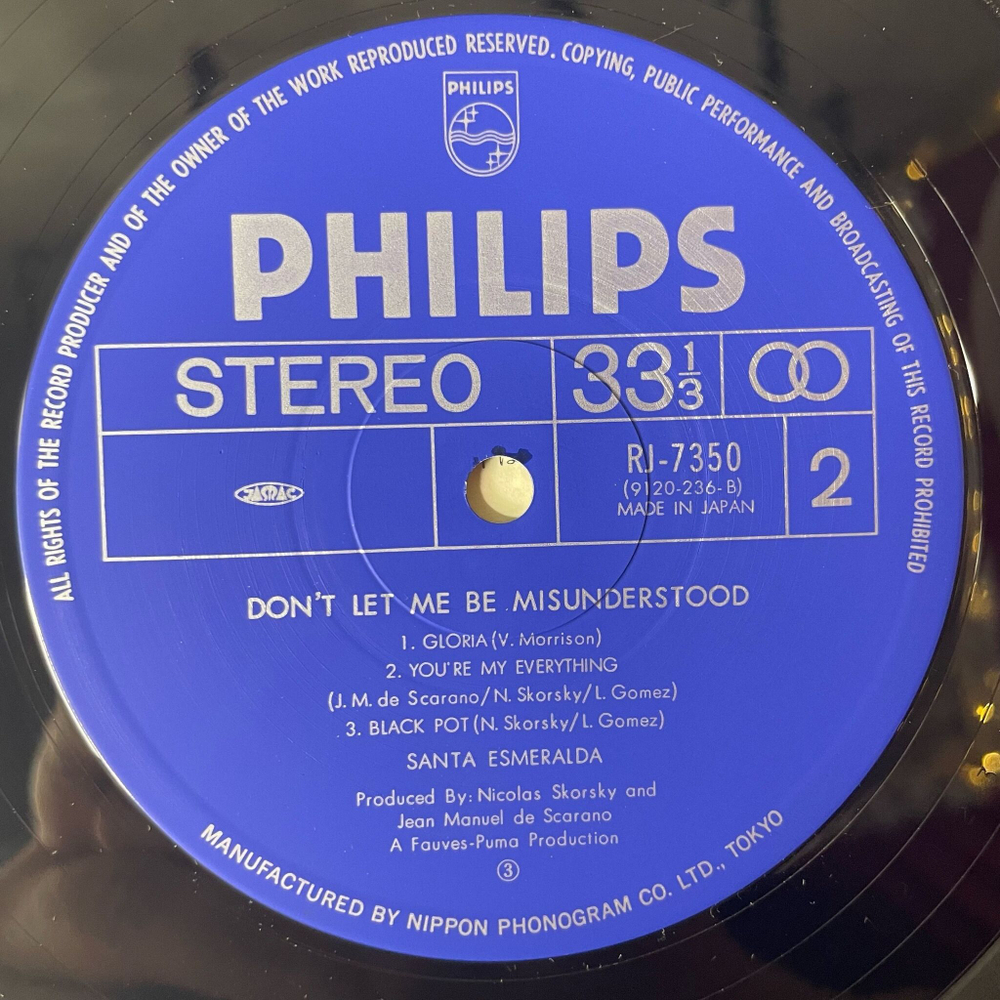 ALL RIGHTS OF THE RECORD PRODUCER AND OF THE OWNER OF THE WORK REPRODUCED RESERVED. COPYING, PUBLIC PERFORMANCE AND BROADCASTING OF THIS RECORD PROHIBITED
PHILIPS
PHILIPS
STEREO
33 1/3
JASRAC
RJ-7350
(9120-236-B)
MADE IN JAPAN
2
DON'T LET ME BE MISUNDERSTOOD
1. GLORIA (V. Morrison)
2. YOU'RE MY EVERYTHING
(J. M. de Scarano/N. Skorsky/L. Gomez)
3. BLACK POT (N. Skorsky/L. Gomez)
SANTA ESMERALDA
Produced By: Nicolas Skorsky and
Jean Manuel de Scarano
A Fauves-Puma Production
③
MANUFACTURED BY NIPPON PHONOGRAM CO. LTD., TOKYO